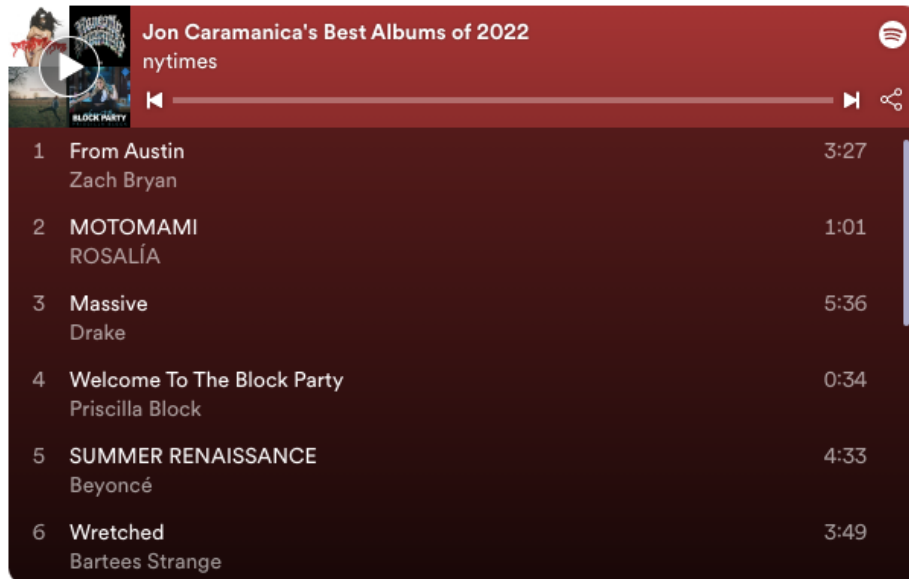 Jon Caramanica's Best Albums of 2022
nytimes
BLOCK PARTY
1 From Austin 3:27
Zach Bryan
2 MOTOMAMI 1:01
ROSALÍA
3 Massive 5:36
Drake
4 Welcome To The Block Party 0:34
Priscilla Block
5 SUMMER RENAISSANCE 4:33
Beyoncé
6 Wretched 3:49
Bartees Strange